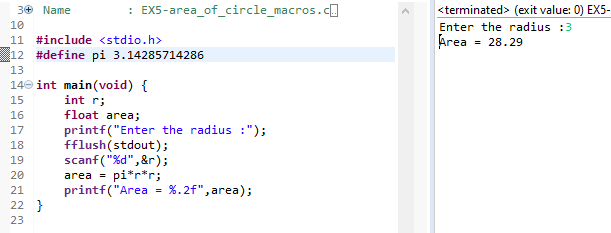 3 Name : EX5-area_of_circle_macros.c
10
11 #include <stdio.h>
12 #define pi 3.14285714286
13
14 int main(void) {
15 int r;
16 float area;
17 printf("Enter the radius :");
18 fflush(stdout);
19 scanf("%d",&r);
20 area = pi*r*r;
21 printf("Area = %.2f",area);
22 }
23
<terminated> (exit value: 0) EX5-
Enter the radius :3
Area = 28.29